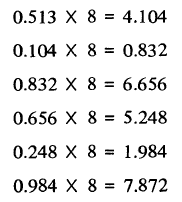 0.513 × 8 = 4.104
0.104 × 8 = 0.832
0.832 × 8 = 6.656
0.656 × 8 = 5.248
0.248 × 8 = 1.984
0.984 × 8 = 7.872